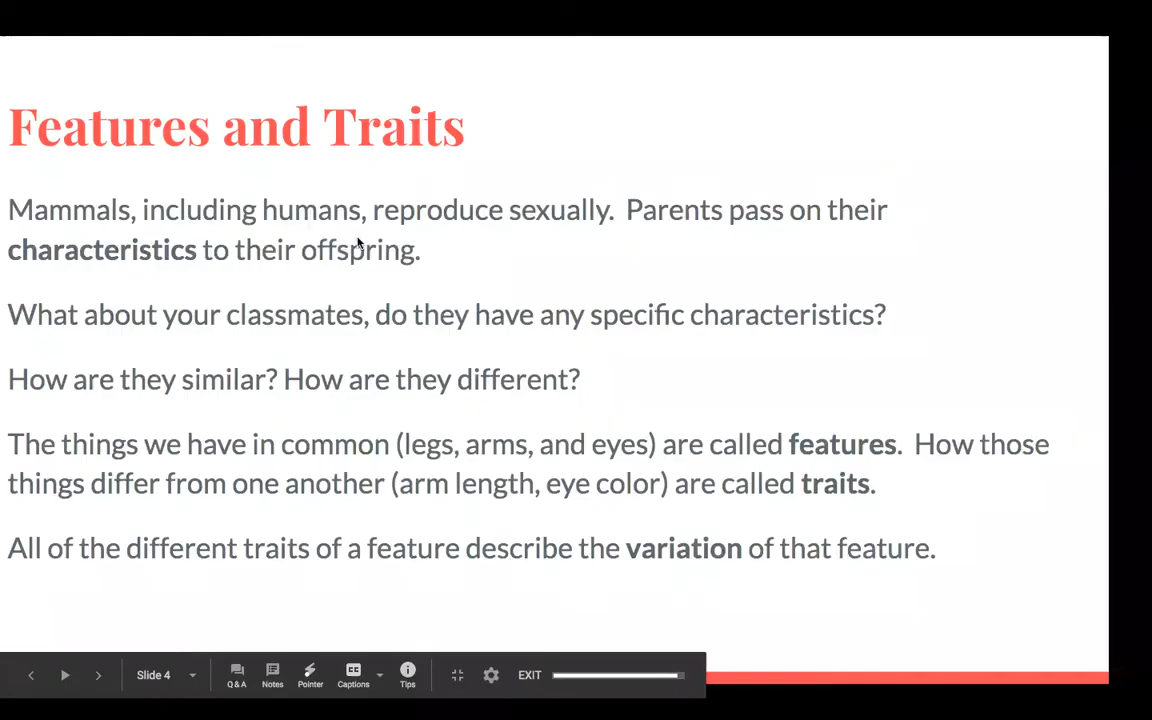 Features and Traits
Mammals, including humans, reproduce sexually.  Parents pass on their
characteristics to their offspring.
What about your classmates, do they have any specific characteristics?
How are they similar? How are they different?
The things we have in common (legs, arms, and eyes) are called features.  How those
things differ from one another (arm length, eye color) are called traits.
All of the different traits of a feature describe the variation of that feature.
Slide 4
Q & A
Notes
Pointer
CC
Captions
Tips
EXIT